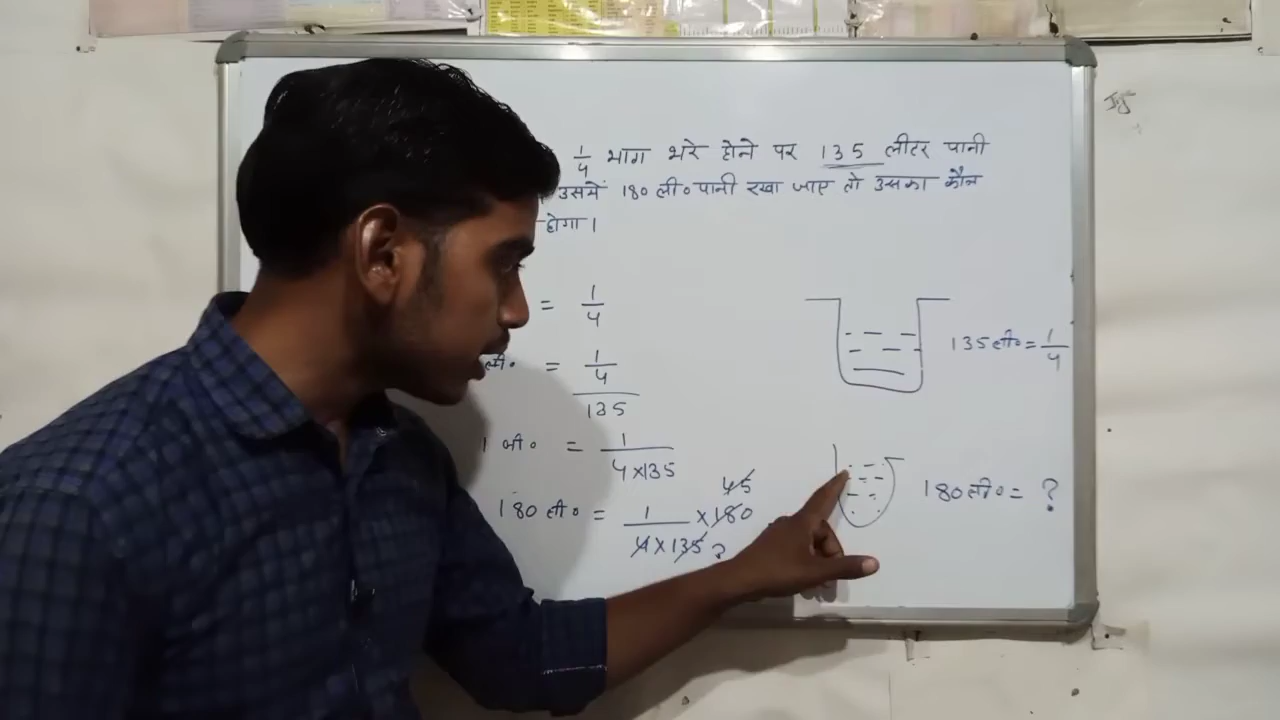 1/4 भाग भरे होने पर 135 लीटर पानी
उसमें 180 ली० पानी रखा जाए तो उसका कौन
होगा।
= 1/4
ली० = 1/4/135
1 ली० = 1/4×135
180 ली० = 1/4×135 ×180
45
3
135 ली० = 1/4
180 ली० = ?